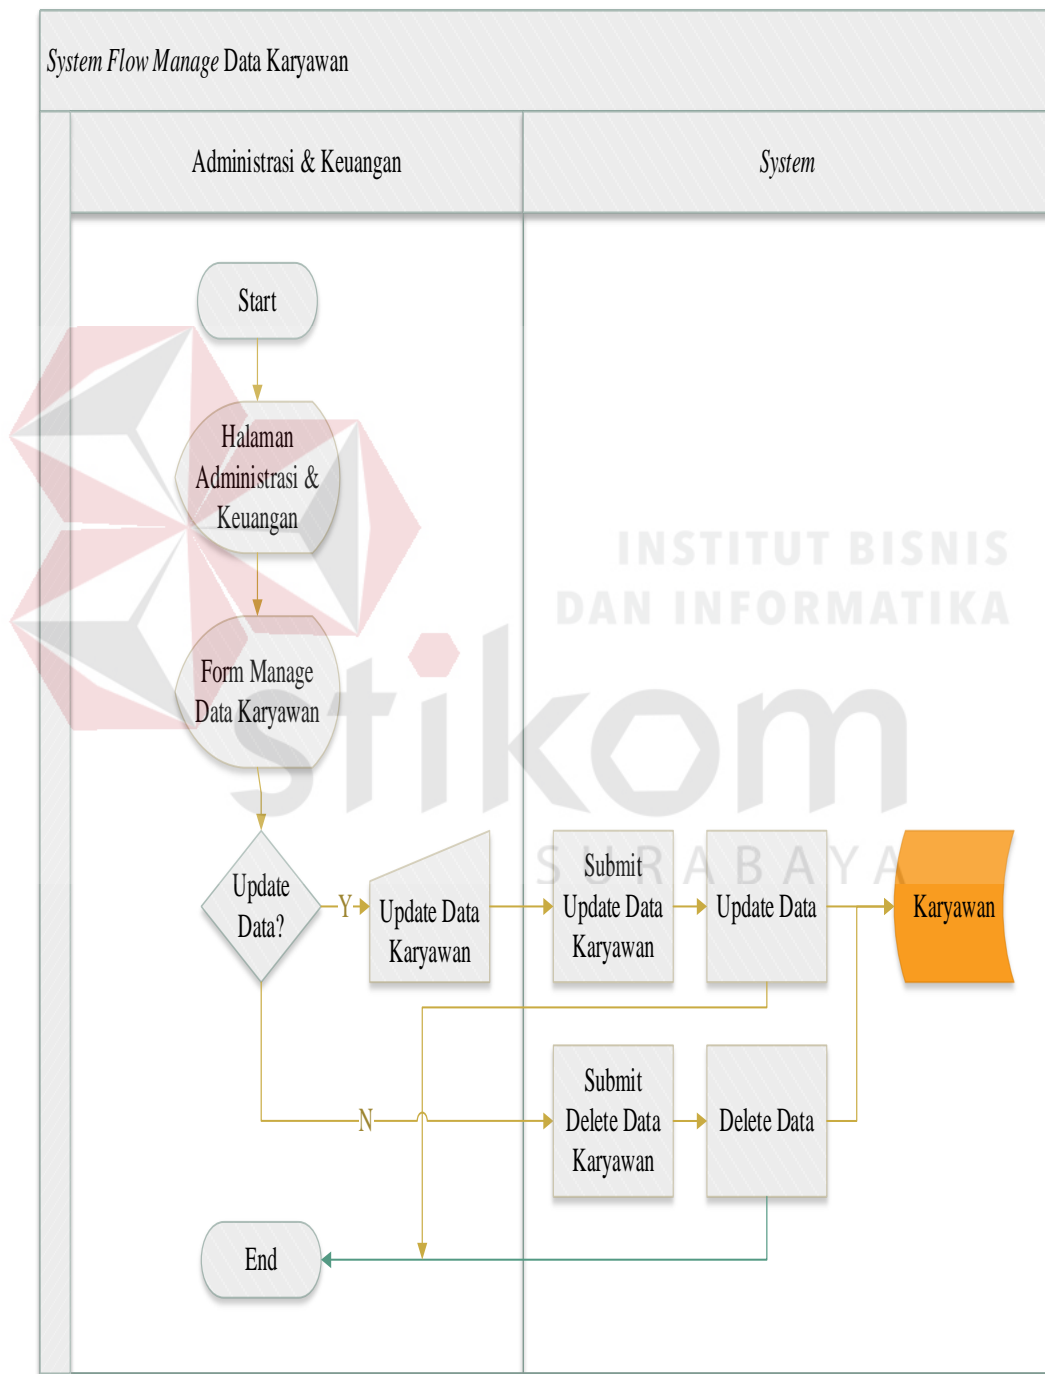 System Flow Manage Data Karyawan
Administrasi & Keuangan
System
Start
Halaman
Administrasi &
Keuangan
INSTITUT BISNIS
DAN INFORMATIKA
Form Manage
Data Karyawan
stikom
SURABAYA
Update
Data?
Y
Update Data
Karyawan
Submit
Update Data
Karyawan
Update Data
Karyawan
N
Submit
Delete Data
Karyawan
Delete Data
End